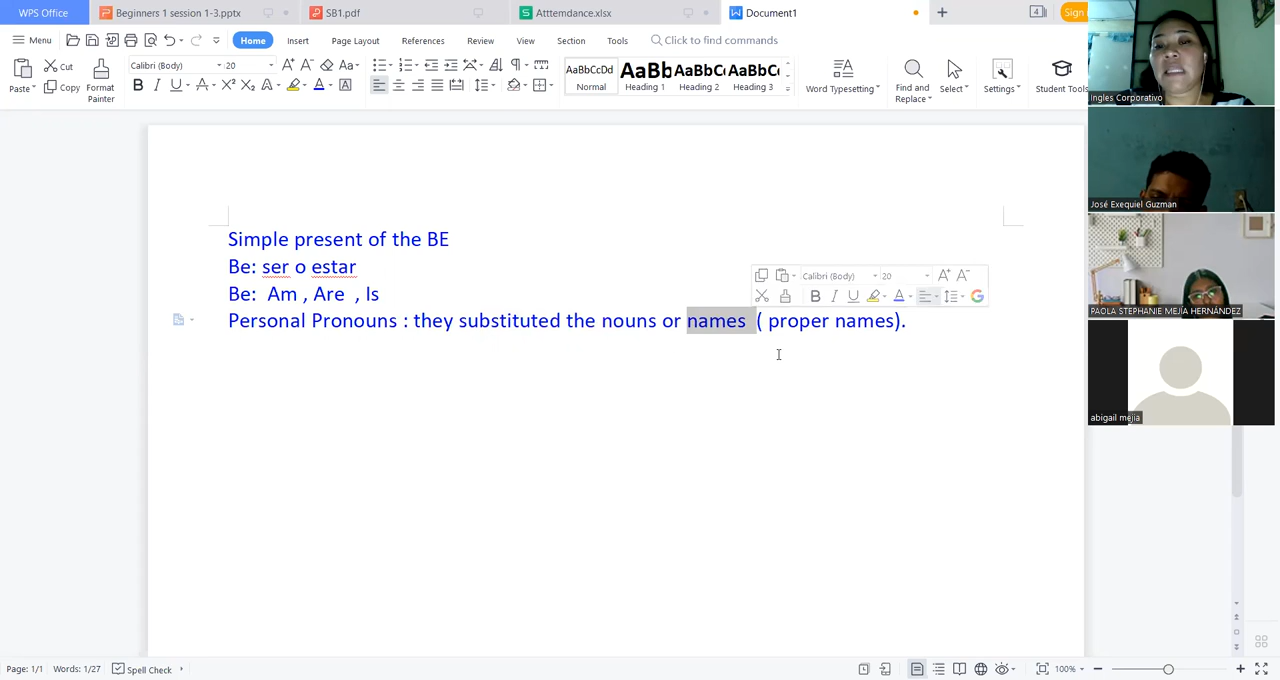 WPS Office
Beginners 1 session 1-3.pptx
SB1.pdf
Atttemdance.xlsx
Document1
Sign
Menu
Home
Insert
Page Layout
References
Review
View
Section
Tools
Click to find commands
Paste
Cut
Copy
Format
Painter
Calibri (Body)
20
AaBbCcDd
Normal
AaBb
Heading 1
AaBbCc
Heading 2
AaBbCc
Heading 3
Word Typesetting
Find and
Replace
Select
Settings
Student Tools
Ingles Corporativo
José Exequiel Guzman
PAOLA STEPHANIE MEJÍA HERNÁNDEZ
abigail mejia
Simple present of the BE
Be: ser o estar
Be:  Am , Are  , Is
Personal Pronouns : they substituted the nouns or names  ( proper names).
Calibri (Body)
20
Page: 1/1
Words: 1/27
Spell Check
100%